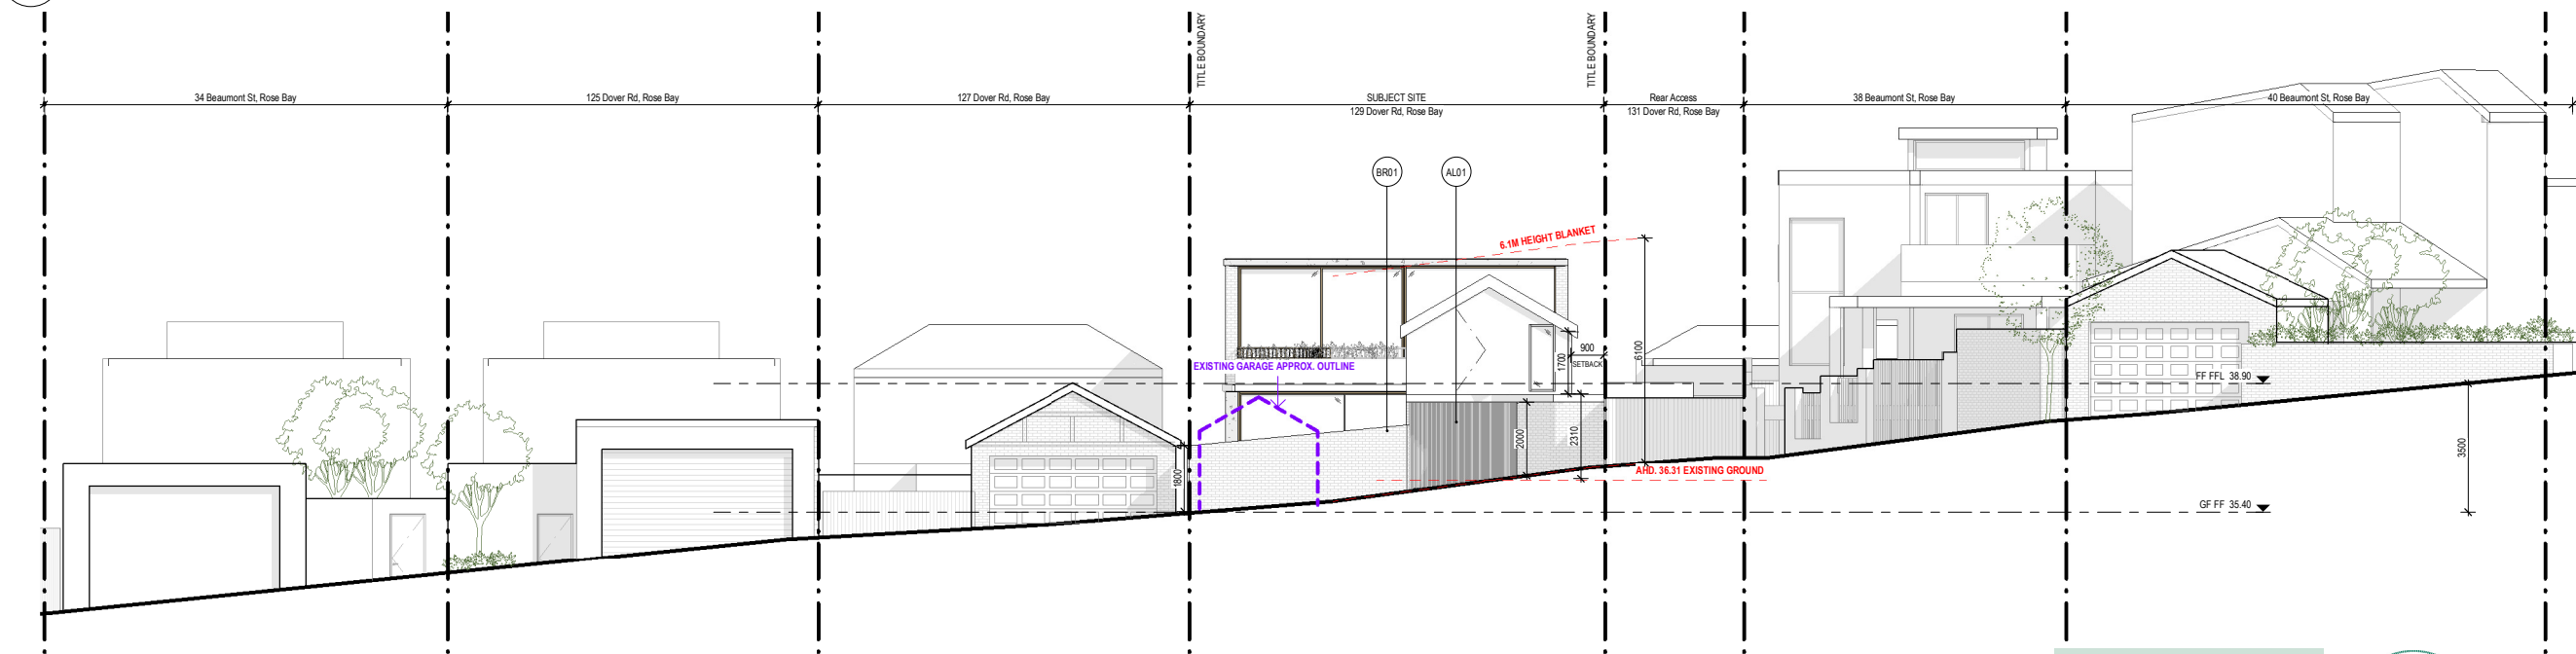 TITLE BOUNDARY
TITLE BOUNDARY
34 Beaumont St, Rose Bay
125 Dover Rd, Rose Bay
127 Dover Rd, Rose Bay
SUBJECT SITE
129 Dover Rd, Rose Bay
Rear Access
131 Dover Rd, Rose Bay
38 Beaumont St, Rose Bay
40 Beaumont St, Rose Bay
BR01
AL01
6.1M HEIGHT BLANKET
EXISTING GARAGE APPROX. OUTLINE
900
SETBACK
1700
6100
FF FFL 38.90
1800
2000
2310
AHD. 36.31 EXISTING GROUND
3500
GF FF 35.40